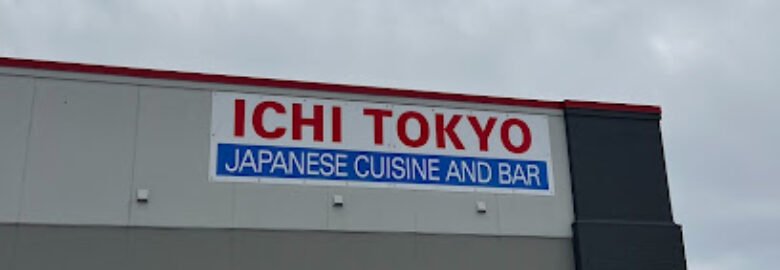 ICHI TOKYO
JAPANESE CUISINE AND BAR